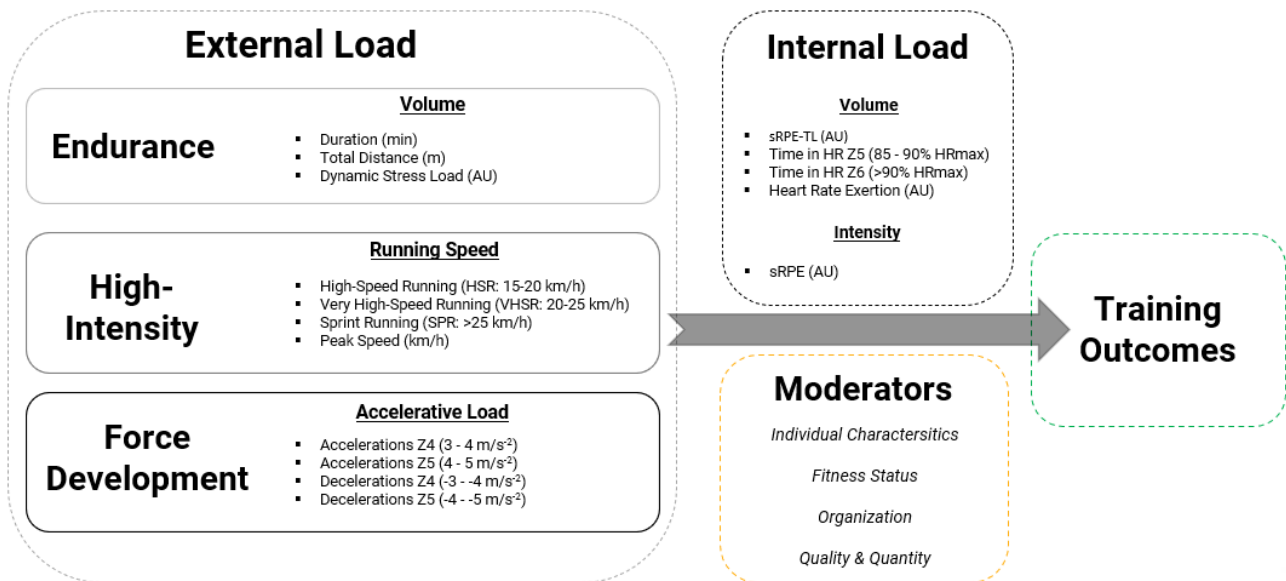 External Load
Endurance
Volume
▪ Duration (min)
▪ Total Distance (m)
▪ Dynamic Stress Load (AU)
High-
Intensity
Running Speed
▪ High-Speed Running (HSR: 15-20 km/h)
▪ Very High-Speed Running (VHSR: 20-25 km/h)
▪ Sprint Running (SPR: >25 km/h)
▪ Peak Speed (km/h)
Force
Development
Accelerative Load
▪ Accelerations Z4 (3 - 4 m/s⁻²)
▪ Accelerations Z5 (4 - 5 m/s⁻²)
▪ Decelerations Z4 (-3 - -4 m/s⁻²)
▪ Decelerations Z5 (-4 - -5 m/s⁻²)
Internal Load
Volume
▪ sRPE-TL (AU)
▪ Time in HR Z5 (85 - 90% HRmax)
▪ Time in HR Z6 (>90% HRmax)
▪ Heart Rate Exertion (AU)
Intensity
▪ sRPE (AU)
Moderators
Individual Charactersitics
Fitness Status
Organization
Quality & Quantity
Training
Outcomes